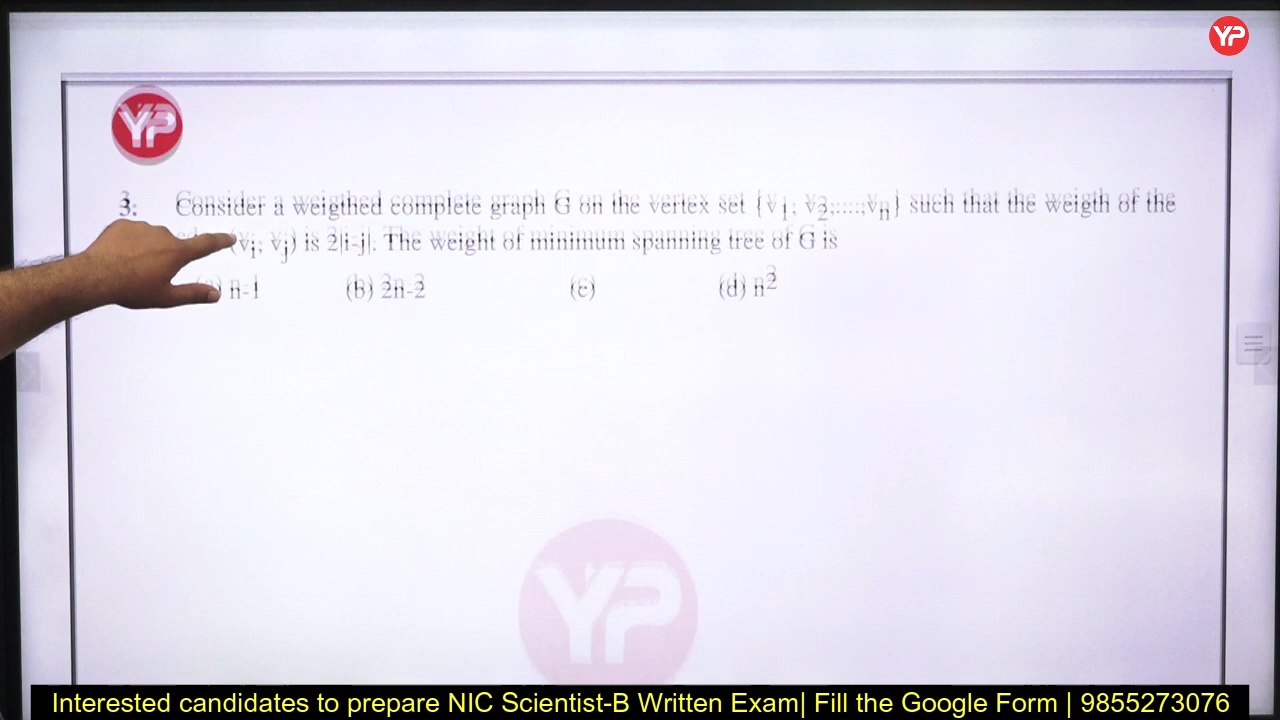 YP
YP
3. Consider a weigthed complete graph G on the vertex set {v1, v2,....,vn} such that the weigth of the
(vi, vj) is 2|i-j|. The weight of minimum spanning tree of G is
n-1 (b) 2n-2 (c) (d) n2
YP
Interested candidates to prepare NIC Scientist-B Written Exam| Fill the Google Form | 9855273076